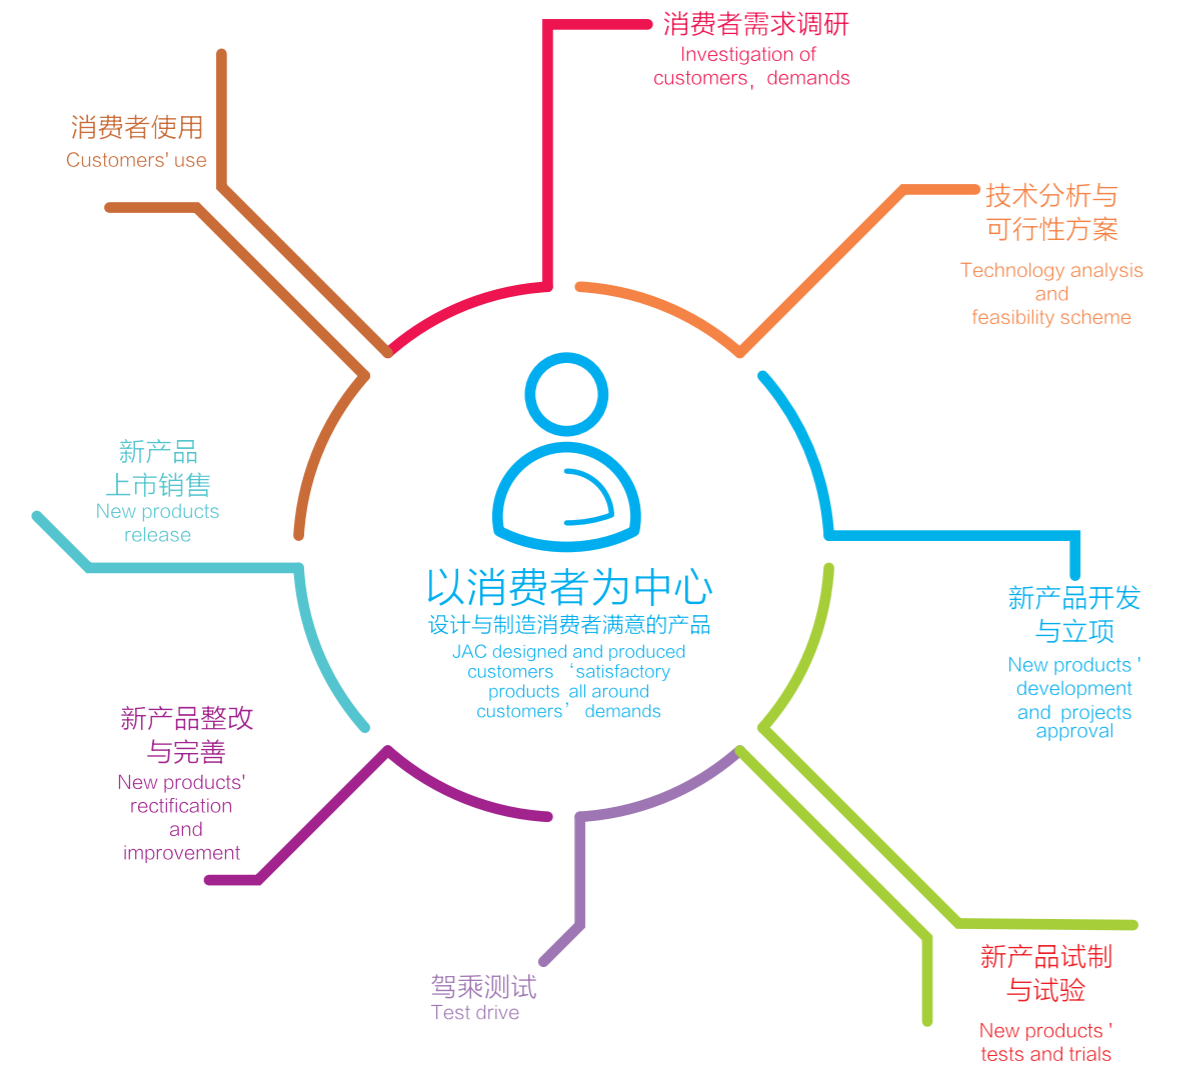 消费者需求调研
Investigation of
customers, demands
技术分析与
可行性方案
Technology analysis
and
feasibility scheme
新产品开发
与立项
New products '
development
and projects
approval
新产品试制
与试验
New products '
tests and trials
驾乘测试
Test drive
新产品整改
与完善
New products'
rectification
and
improvement
新产品
上市销售
New products
release
消费者使用
Customers' use
以消费者为中心
设计与制造消费者满意的产品
JAC designed and produced
customers ‘satisfactory
products all around
customers’ demands